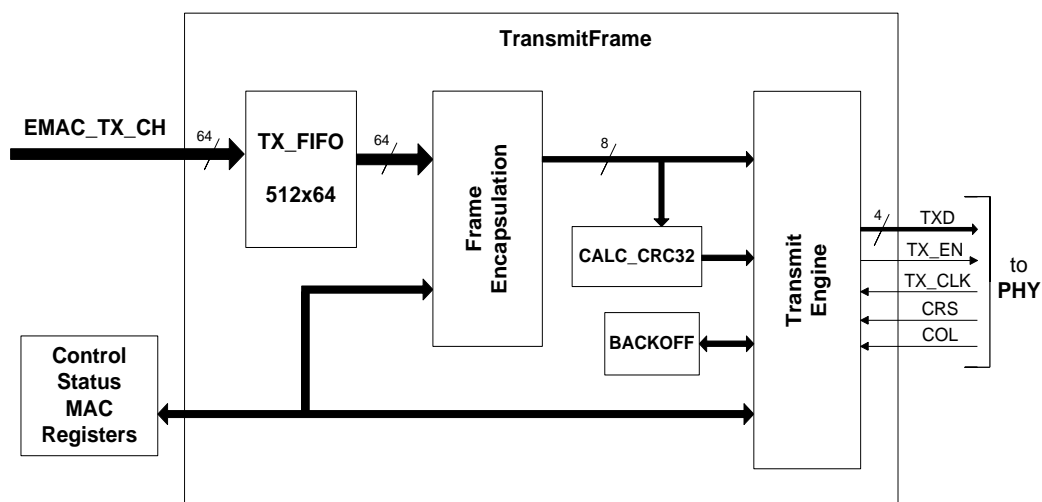 TransmitFrame
EMAC_TX_CH
64
TX_FIFO
512x64
64
Frame
Encapsulation
8
CALC_CRC32
BACKOFF
Transmit
Engine
4
TXD
TX_EN
TX_CLK
CRS
COL
to
PHY
Control
Status
MAC
Registers